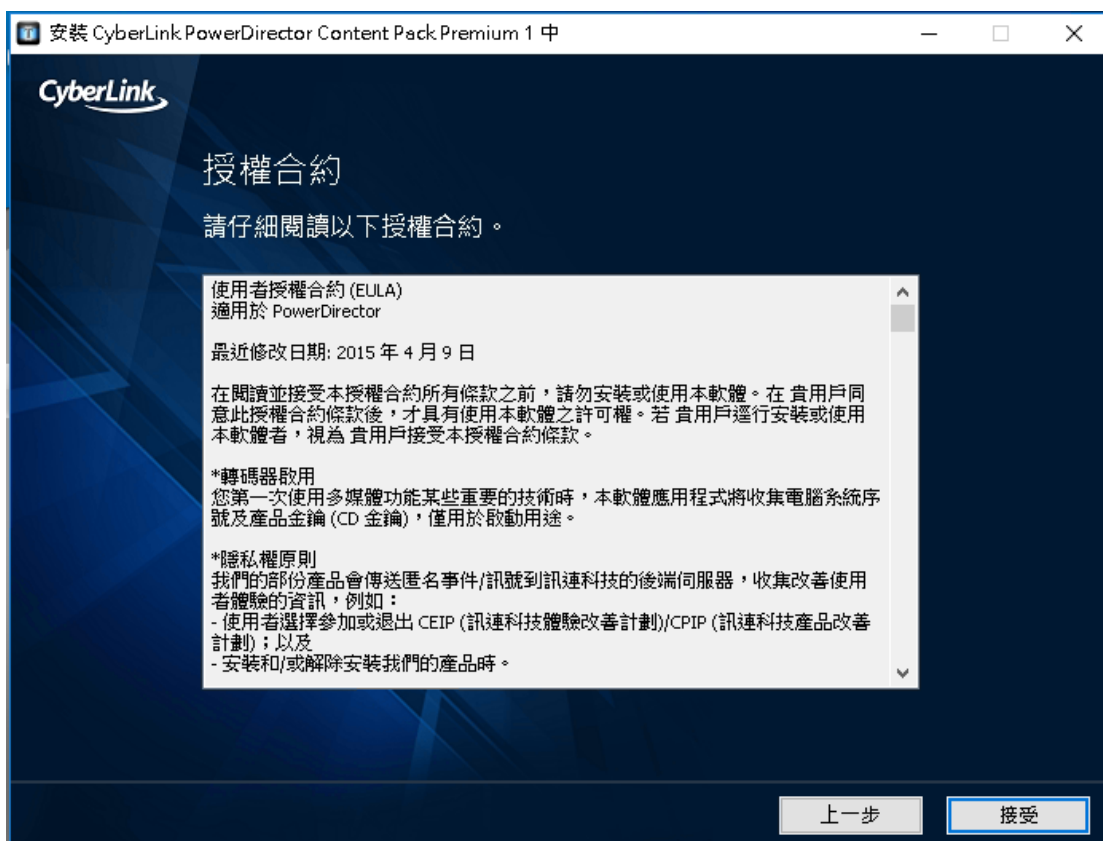 安裝 CyberLink PowerDirector Content Pack Premium 1 中
CyberLink
授權合約
請仔細閱讀以下授權合約。
使用者授權合約 (EULA)
適用於 PowerDirector
最近修改日期: 2015 年 4 月 9 日
在閱讀並接受本授權合約所有條款之前，請勿安裝或使用本軟體。在 貴用戶同
意此授權合約條款後，才具有使用本軟體之許可權。若 貴用戶逕行安裝或使用
本軟體者，視為 貴用戶接受本授權合約條款。
*轉碼器啟用
您第一次使用多媒體功能某些重要的技術時，本軟體應用程式將收集電腦系統序
號及產品金鑰 (CD 金鑰)，僅用於啟動用途。
*隱私權原則
我們的部份產品會傳送匿名事件/訊號到訊連科技的後端伺服器，收集改善使用
者體驗的資訊，例如：
- 使用者選擇參加或退出 CEIP (訊連科技體驗改善計劃)/CPIP (訊連科技產品改善
計劃)；以及
- 安裝和/或解除安裝我們的產品時。
上一步
接受